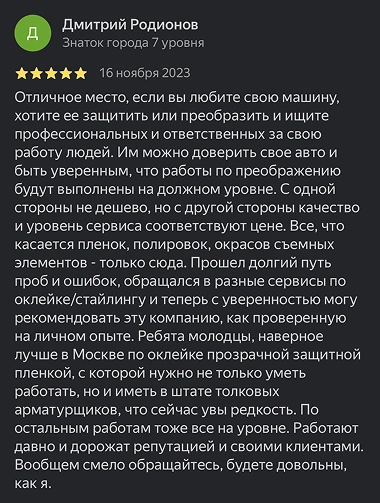 Д
Дмитрий Родионов
Знаток города 7 уровня
16 ноября 2023
Отличное место, если вы любите свою машину,
хотите ее защитить или преобразить и ищите
профессиональных и ответственных за свою
работу людей. Им можно доверить свое авто и
быть уверенным, что работы по преображению
будут выполнены на должном уровне. С одной
стороны не дешево, но с другой стороны качество
и уровень сервиса соответствуют цене. Все, что
касается пленок, полировок, окрасов съемных
элементов - только сюда. Прошел долгий путь
проб и ошибок, обращался в разные сервисы по
оклейке/стайлингу и теперь с уверенностью могу
рекомендовать эту компанию, как проверенную
на личном опыте. Ребята молодцы, наверное
лучше в Москве по оклейке прозрачной защитной
пленкой, с которой нужно не только уметь
работать, но и иметь в штате толковых
арматурщиков, что сейчас увы редкость. По
остальным работам тоже все на уровне. Работают
давно и дорожат репутацией и своими клиентами.
Вообщем смело обращайтесь, будете довольны,
как я.